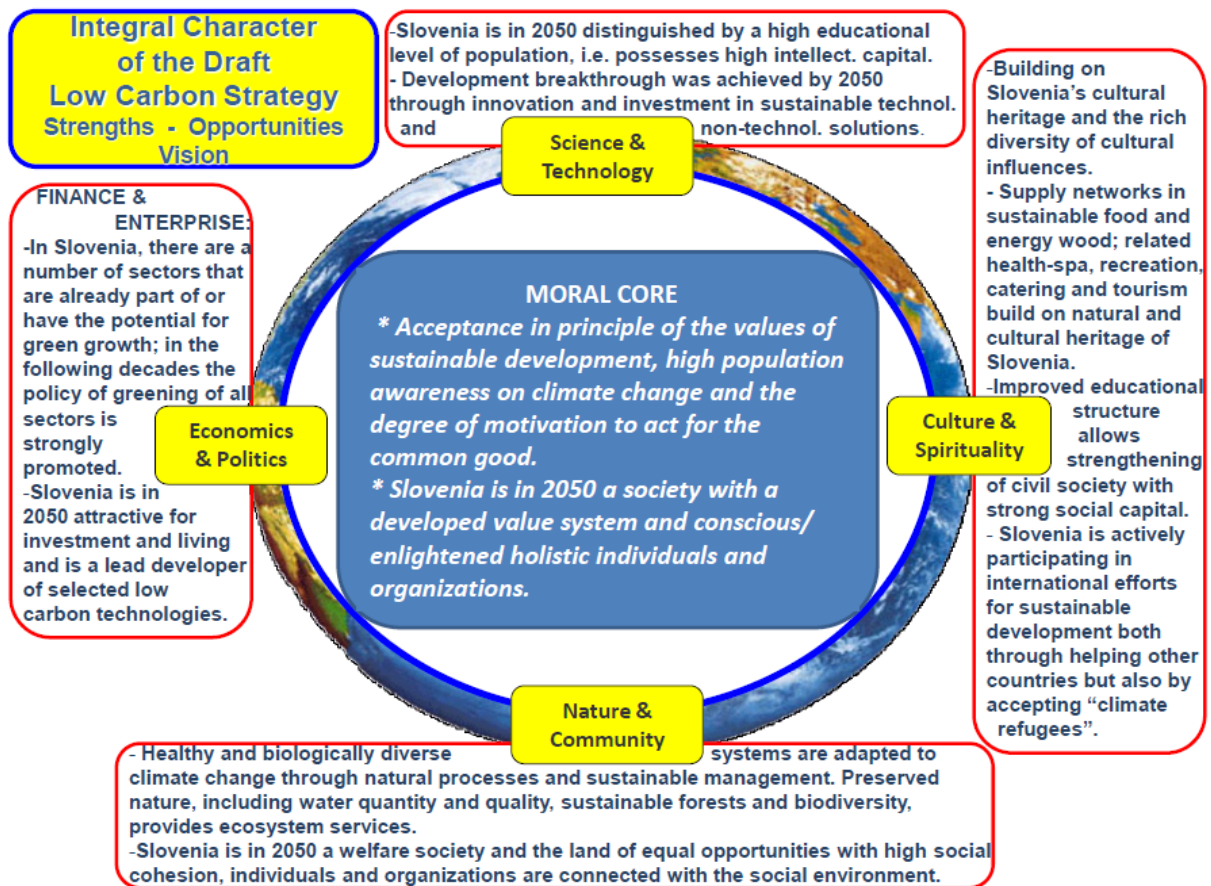 Integral Character
of the Draft
Low Carbon Strategy
Strengths - Opportunities
Vision
-Slovenia is in 2050 distinguished by a high educational
level of population, i.e. possesses high intellect. capital.
- Development breakthrough was achieved by 2050
through innovation and investment in sustainable technol.
and non-technol. solutions.
Science &
Technology
FINANCE &
ENTERPRISE:
-In Slovenia, there are a
number of sectors that
are already part of or
have the potential for
green growth; in the
following decades the
policy of greening of all
sectors is
strongly
promoted.
-Slovenia is in
2050 attractive for
investment and living
and is a lead developer
of selected low
carbon technologies.
Economics
& Politics
MORAL CORE
* Acceptance in principle of the values of
sustainable development, high population
awareness on climate change and the
degree of motivation to act for the
common good.
* Slovenia is in 2050 a society with a
developed value system and conscious/
enlightened holistic individuals and
organizations.
Culture &
Spirituality
-Building on
Slovenia's cultural
heritage and the rich
diversity of cultural
influences.
- Supply networks in
sustainable food and
energy wood; related
health-spa, recreation,
catering and tourism
build on natural and
cultural heritage of
Slovenia.
-Improved educational
structure
allows
strengthening
of civil society with
strong social capital.
- Slovenia is actively
participating in
international efforts
for sustainable
development both
through helping other
countries but also by
accepting "climate
refugees".
Nature &
Community
- Healthy and biologically diverse systems are adapted to
climate change through natural processes and sustainable management. Preserved
nature, including water quantity and quality, sustainable forests and biodiversity,
provides ecosystem services.
-Slovenia is in 2050 a welfare society and the land of equal opportunities with high social
cohesion, individuals and organizations are connected with the social environment.